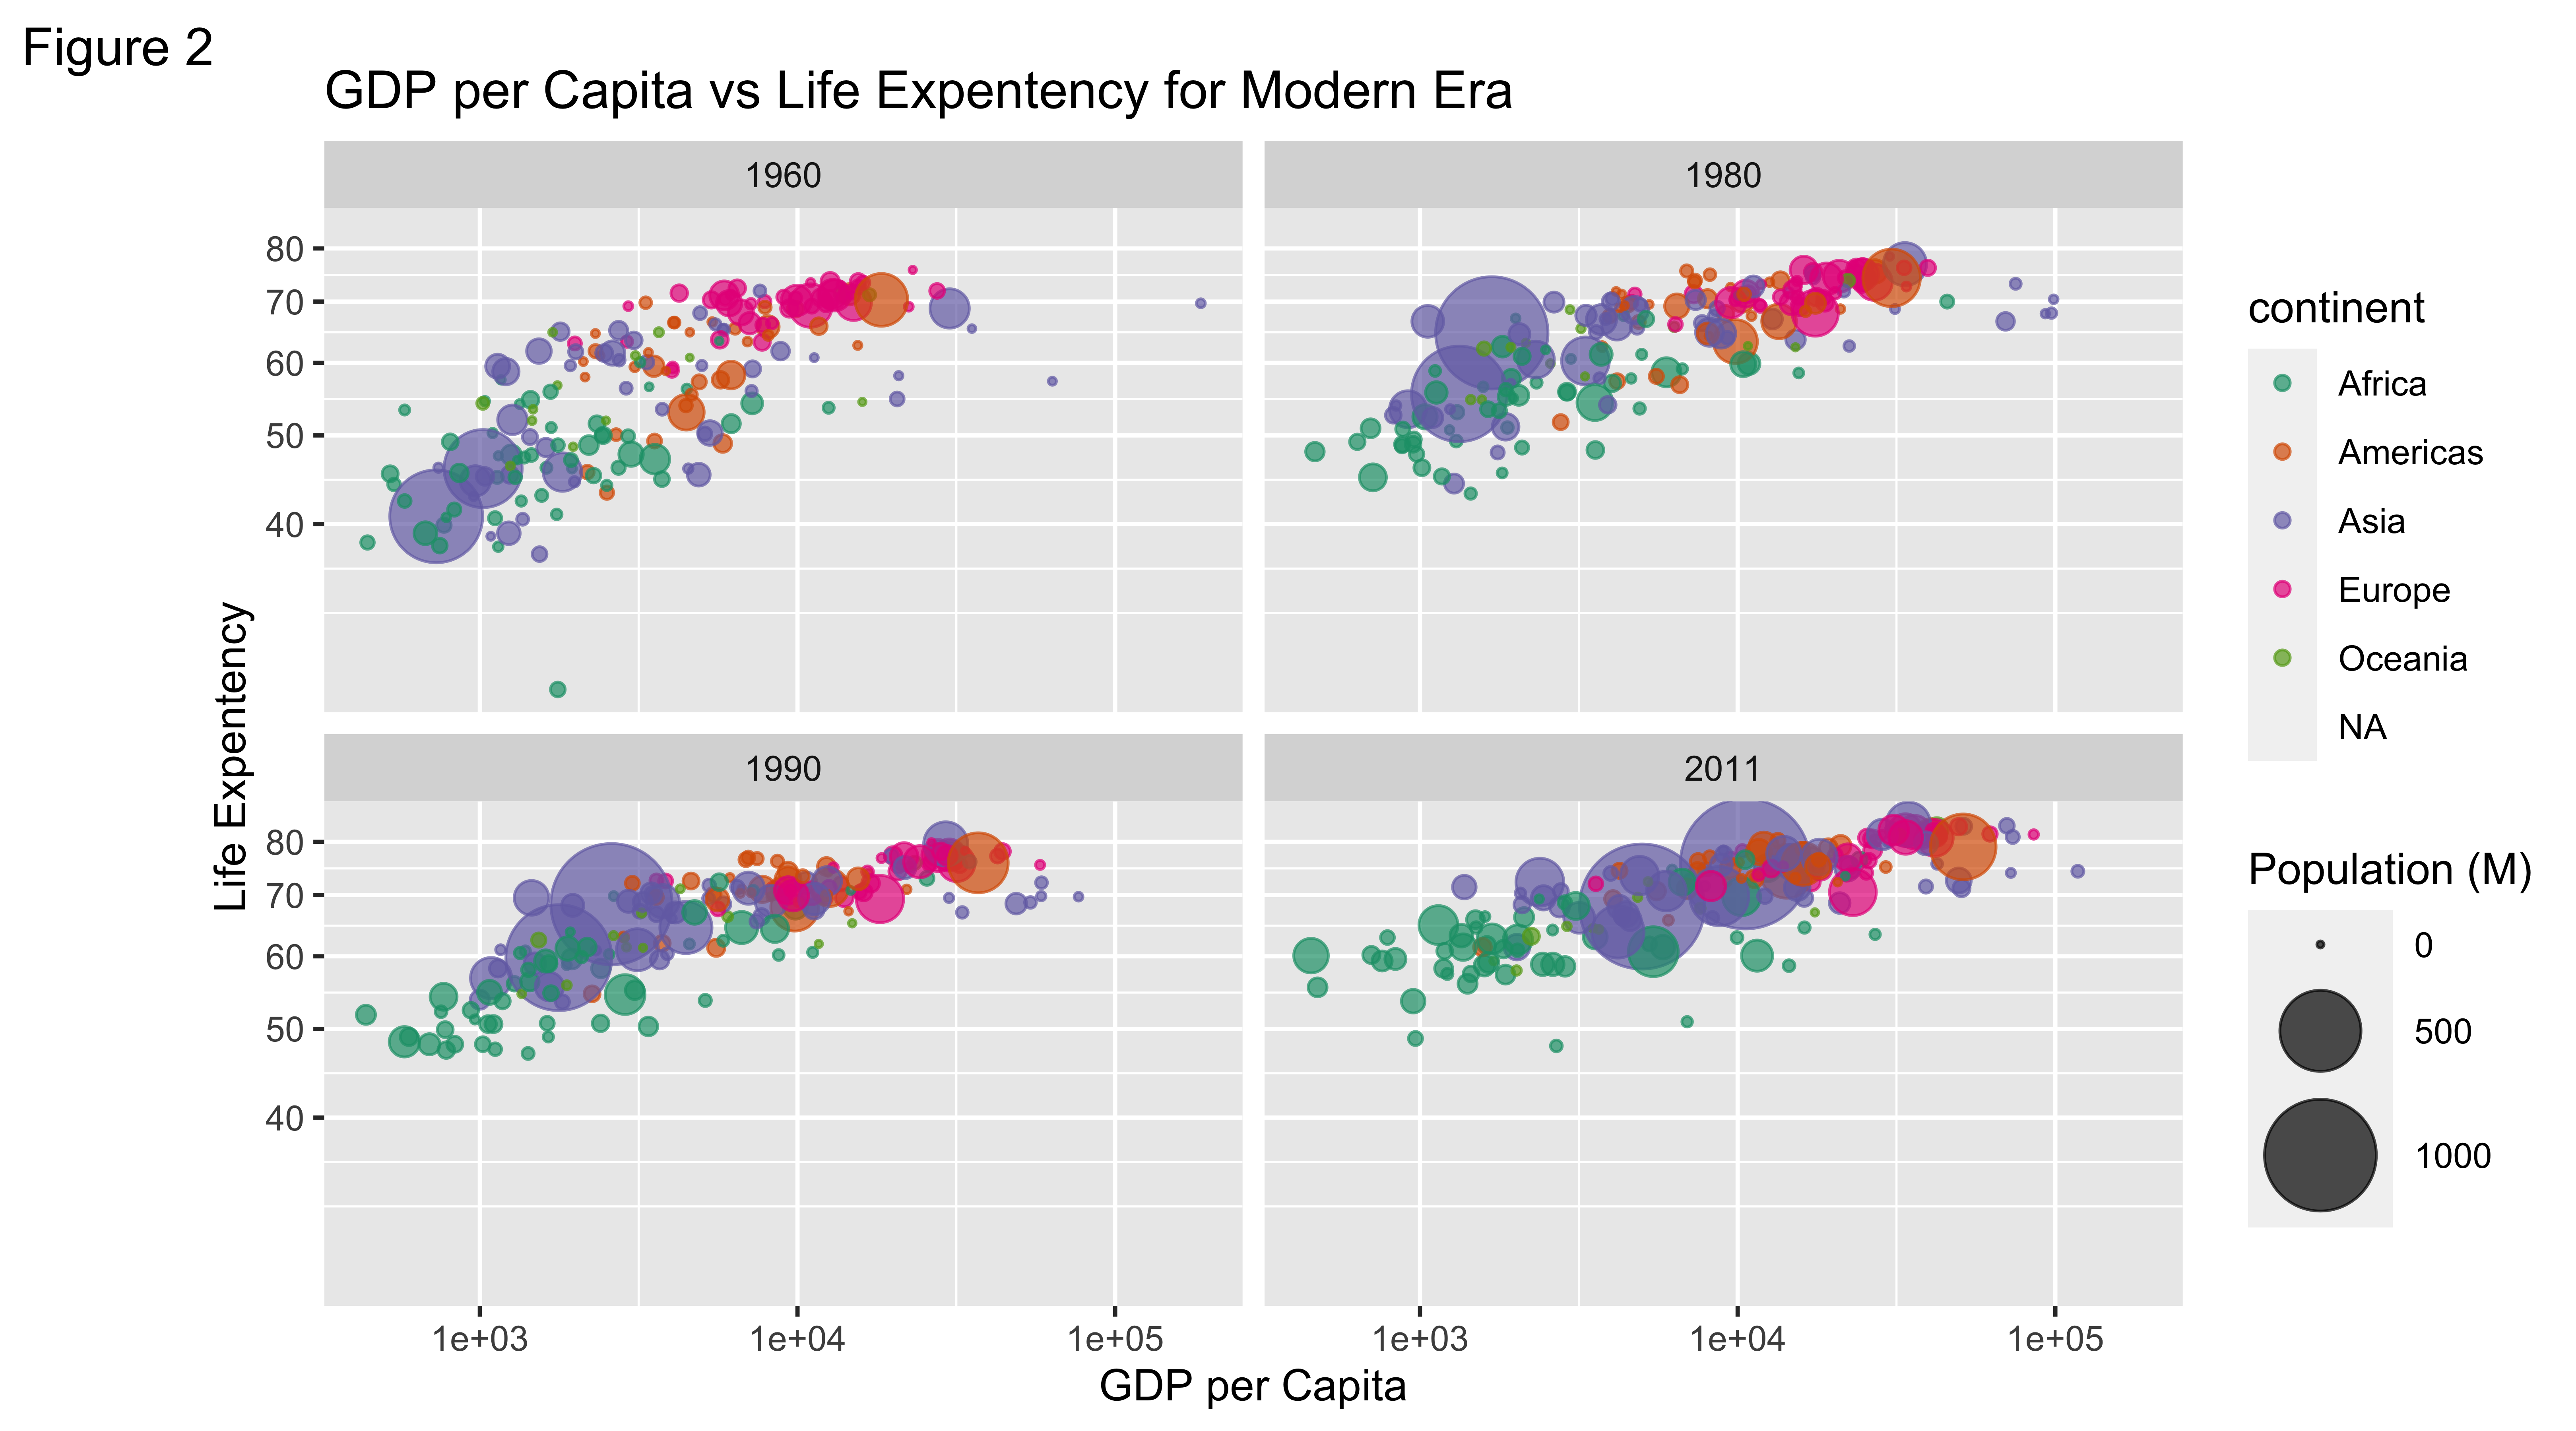 Figure 2
GDP per Capita vs Life Expentency for Modern Era
1960
1980
80
70
60
50
40
1990
2011
80
70
60
50
40
1e+03
1e+04
1e+05
1e+03
1e+04
1e+05
GDP per Capita
Life Expentency
continent
Africa
Americas
Asia
Europe
Oceania
NA
Population (M)
0
500
1000